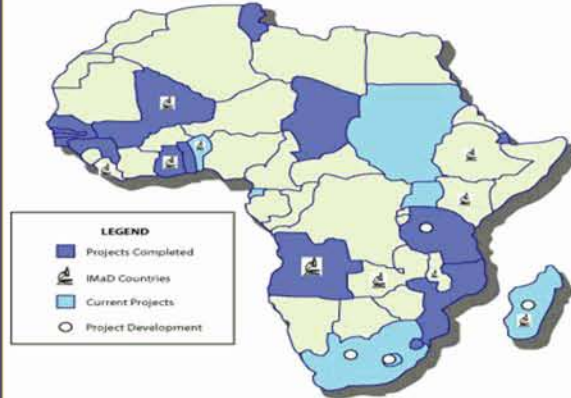 LEGEND
Projects Completed
IMaD Countries
Current Projects
Project Development